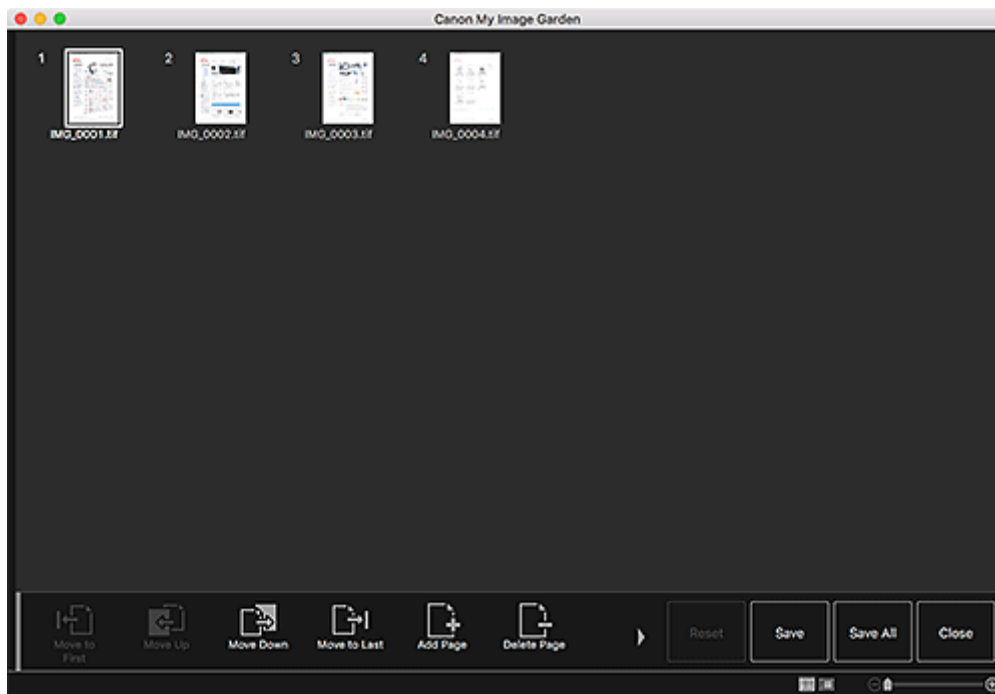 Canon My Image Garden
1
2
3
4
IMG_0001.tif
IMG_0002.tif
IMG_0003.tif
IMG_0004.tif
Move to
First
Move Up
Move Down
Move to Last
Add Page
Delete Page
Reset
Save
Save All
Close